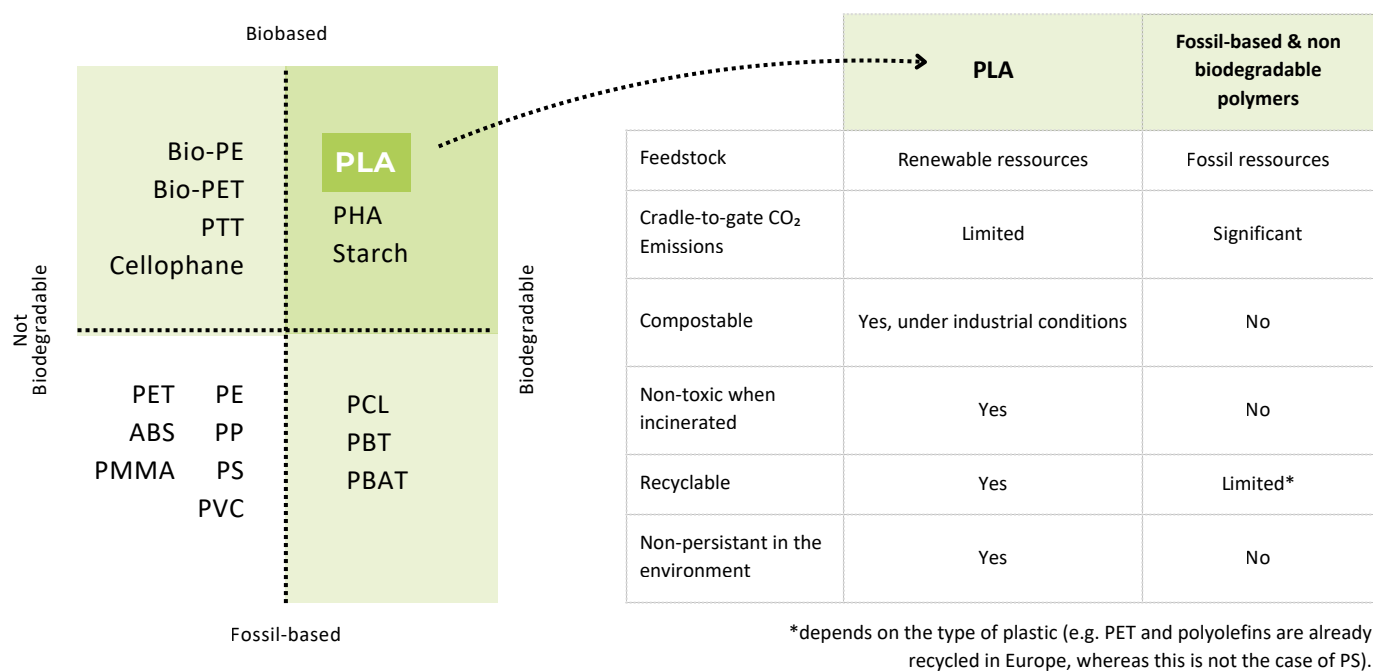 Biobased
Bio-PE
Bio-PET
PTT
Cellophane
PLA
PHA
Starch
Not
Biodegradable
Biodegradable
PET PE
ABS PP
PMMA PS
PVC
PCL
PBT
PBAT
Fossil-based
PLA
Fossil-based & non
biodegradable
polymers
Feedstock
Renewable ressources
Fossil ressources
Cradle-to-gate CO₂
Emissions
Limited
Significant
Compostable
Yes, under industrial conditions
No
Non-toxic when
incinerated
Yes
No
Recyclable
Yes
Limited*
Non-persistant in the
environment
Yes
No
*depends on the type of plastic (e.g. PET and polyolefins are already
recycled in Europe, whereas this is not the case of PS).